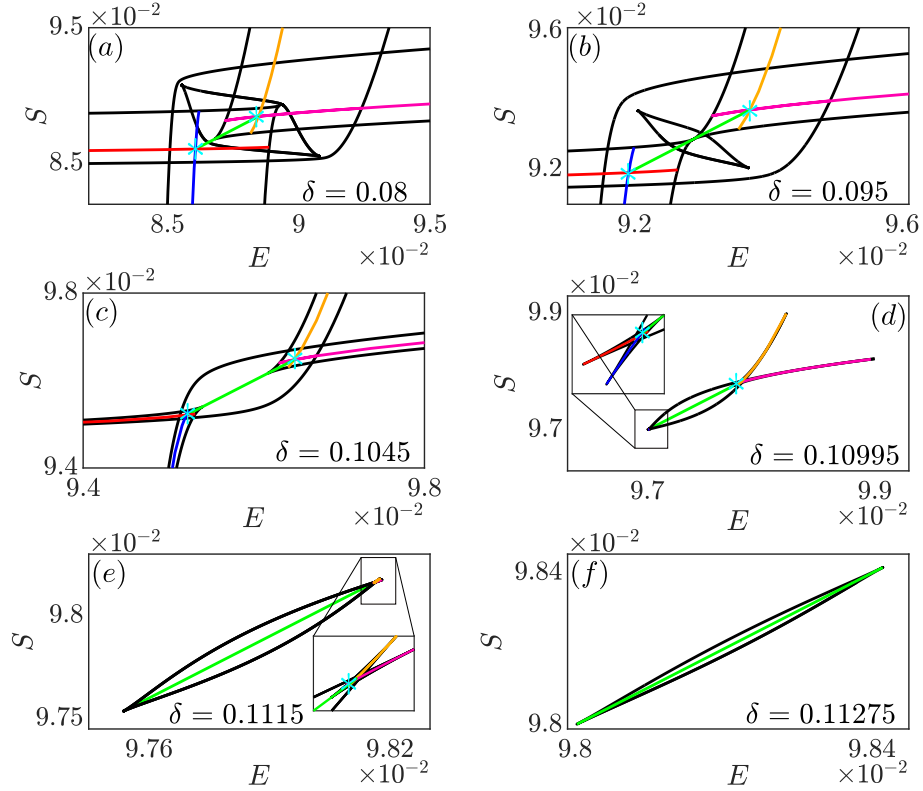 ×10⁻²
9.5
(a)
S
8.5
δ = 0.08
8.5
9
9.5
E
×10⁻²
×10⁻²
9.6
(b)
S
9.2
δ = 0.095
9.2
9.6
E
×10⁻²
×10⁻²
9.8
(c)
S
9.4
δ = 0.1045
9.4
9.8
E
×10⁻²
×10⁻²
9.9
(d)
S
9.7
δ = 0.10995
9.7
9.9
E
×10⁻²
×10⁻²
(e)
9.8
S
9.75
δ = 0.1115
9.76
9.82
E
×10⁻²
×10⁻²
9.84
(f)
S
9.8
δ = 0.11275
9.8
9.84
E
×10⁻²